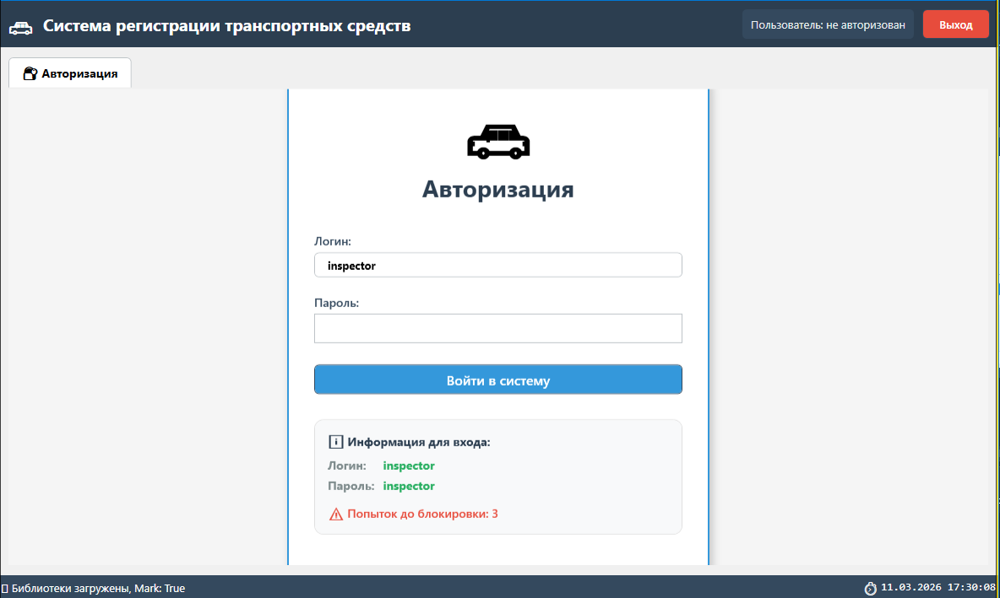 Система регистрации транспортных средств
Пользователь: не авторизован
Выход
Авторизация
Авторизация
Логин:
inspector
Пароль:
Войти в систему
Информация для входа:
Логин: inspector
Пароль: inspector
Попыток до блокировки: 3
Библиотеки загружены, Mark: True
11.03.2026 17:30:08